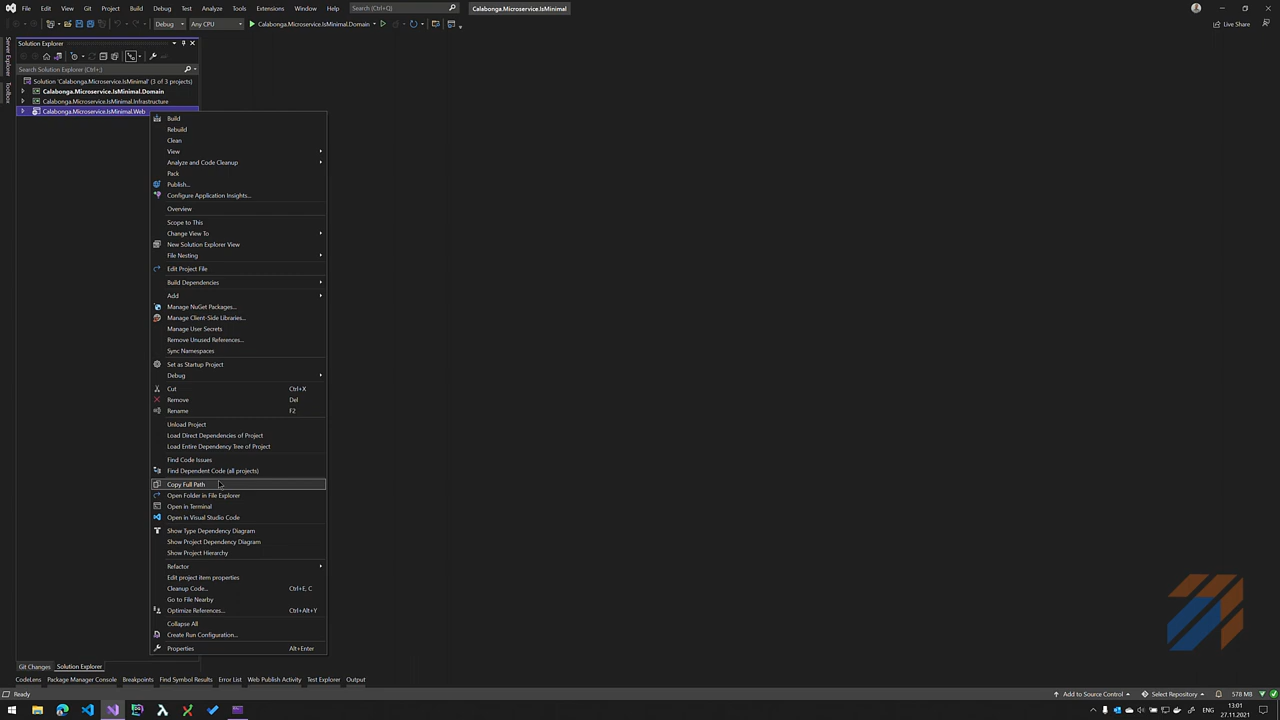 File Edit View Git Project Build Debug Test Analyze Tools Extensions Window Help Search (Ctrl+Q) Calabonga.Microservice.IsMinimal
Debug Any CPU Calabonga.Microservice.IsMinimal.Domain Live Share
Server Explorer
Toolbox
Solution Explorer
Search Solution Explorer (Ctrl+;)
Solution 'Calabonga.Microservice.IsMinimal' (3 of 3 projects)
Calabonga.Microservice.IsMinimal.Domain
Calabonga.Microservice.IsMinimal.Infrastructure
Calabonga.Microservice.IsMinimal.Web
Build
Rebuild
Clean
View
Analyze and Code Cleanup
Pack
Publish...
Configure Application Insights...
Overview
Scope to This
Change View To
New Solution Explorer View
File Nesting
Edit Project File
Build Dependencies
Add
Manage NuGet Packages...
Manage Client-Side Libraries...
Manage User Secrets
Remove Unused References...
Sync Namespaces
Set as Startup Project
Debug
Cut Ctrl+X
Remove Del
Rename F2
Unload Project
Load Direct Dependencies of Project
Load Entire Dependency Tree of Project
Find Code Issues
Find Dependent Code (all projects)
Copy Full Path
Open Folder in File Explorer
Open in Terminal
Open in Visual Studio Code
Show Type Dependency Diagram
Show Project Dependency Diagram
Show Project Hierarchy
Refactor
Edit project item properties
Cleanup Code... Ctrl+E, C
Go to File Nearby
Optimize References... Ctrl+Alt+Y
Collapse All
Create Run Configuration...
Properties Alt+Enter
Git Changes Solution Explorer
CodeLens Package Manager Console Breakpoints Find Symbol Results Error List Web Publish Activity Test Explorer Output
Ready Add to Source Control Select Repository 578 MB
ENG 13:01
27.11.2021